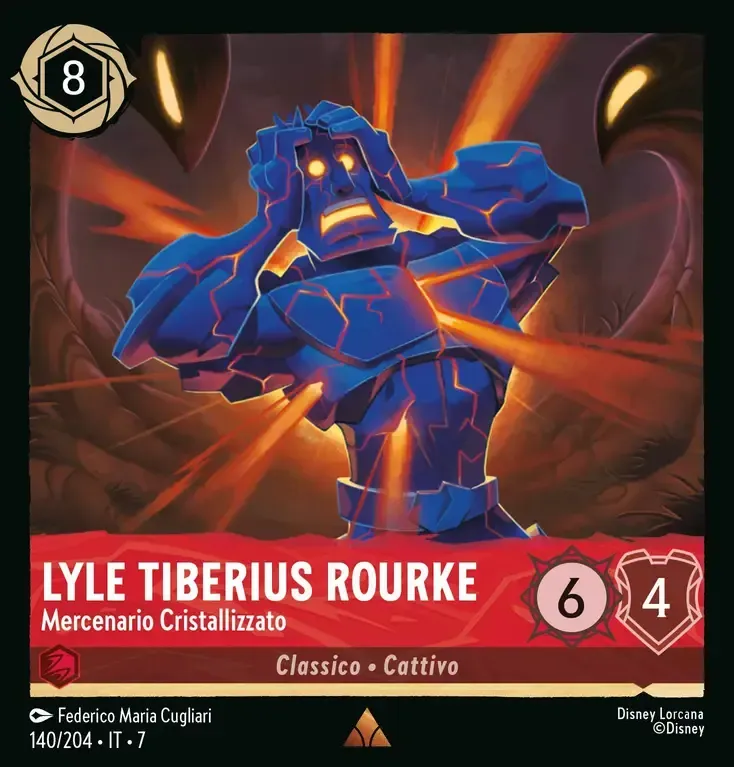 8
LYLE TIBERIUS ROURKE
Mercenario Cristallizzato
6
4
Classico • Cattivo
Federico Maria Cugliari
140/204 • IT • 7
Disney Lorcana
©Disney